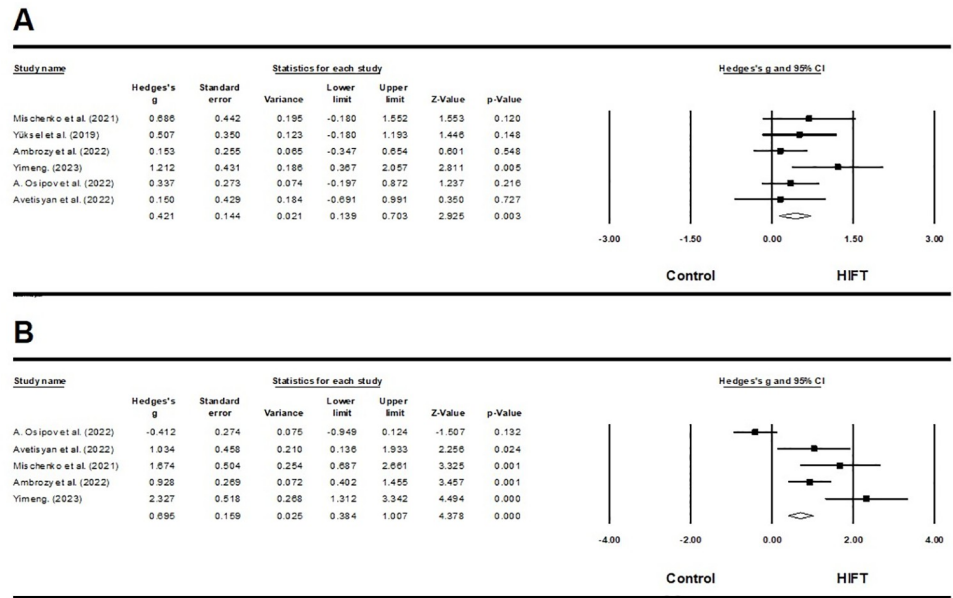 A
Study name Statistics for each study Hedges's g and 95% CI
Hedges's g Standard error Variance Lower limit Upper limit Z-Value p-Value
Mischenko et al. (2021) 0.686 0.442 0.195 -0.180 1.552 1.553 0.120
Yüksel et al. (2019) 0.507 0.350 0.123 -0.180 1.193 1.446 0.148
Ambrozy et al. (2022) 0.153 0.255 0.065 -0.347 0.654 0.601 0.548
Yimeng. (2023) 1.212 0.431 0.186 0.367 2.057 2.811 0.005
A. Osipov et al. (2022) 0.337 0.273 0.074 -0.197 0.872 1.237 0.216
Avetisyan et al. (2022) 0.150 0.429 0.184 -0.691 0.991 0.350 0.727
0.421 0.144 0.021 0.139 0.703 2.925 0.003
-3.00 -1.50 0.00 1.50 3.00
Control HIFT
B
Study name Statistics for each study Hedges's g and 95% CI
Hedges's g Standard error Variance Lower limit Upper limit Z-Value p-Value
A. Osipov et al. (2022) -0.412 0.274 0.075 -0.949 0.124 -1.507 0.132
Avetisyan et al. (2022) 1.034 0.458 0.210 0.136 1.933 2.256 0.024
Mischenko et al. (2021) 1.674 0.504 0.254 0.687 2.661 3.325 0.001
Ambrozy et al. (2022) 0.928 0.269 0.072 0.402 1.455 3.457 0.001
Yimeng. (2023) 2.327 0.518 0.268 1.312 3.342 4.494 0.000
0.695 0.159 0.025 0.384 1.007 4.378 0.000
-4.00 -2.00 0.00 2.00 4.00
Control HIFT